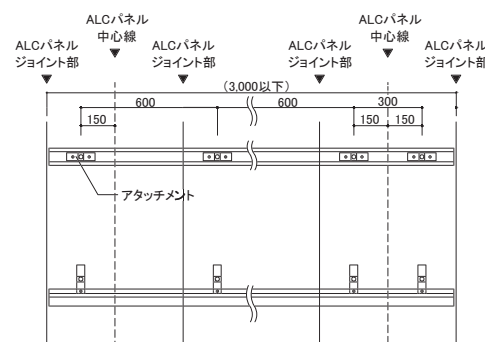 ALCパネル
中心線
ALCパネル
中心線
ALCパネル
ジョイント部
ALCパネル
ジョイント部
ALCパネル
ジョイント部
ALCパネル
ジョイント部
(3,000以下)
600
600
300
150
150
150
アタッチメント